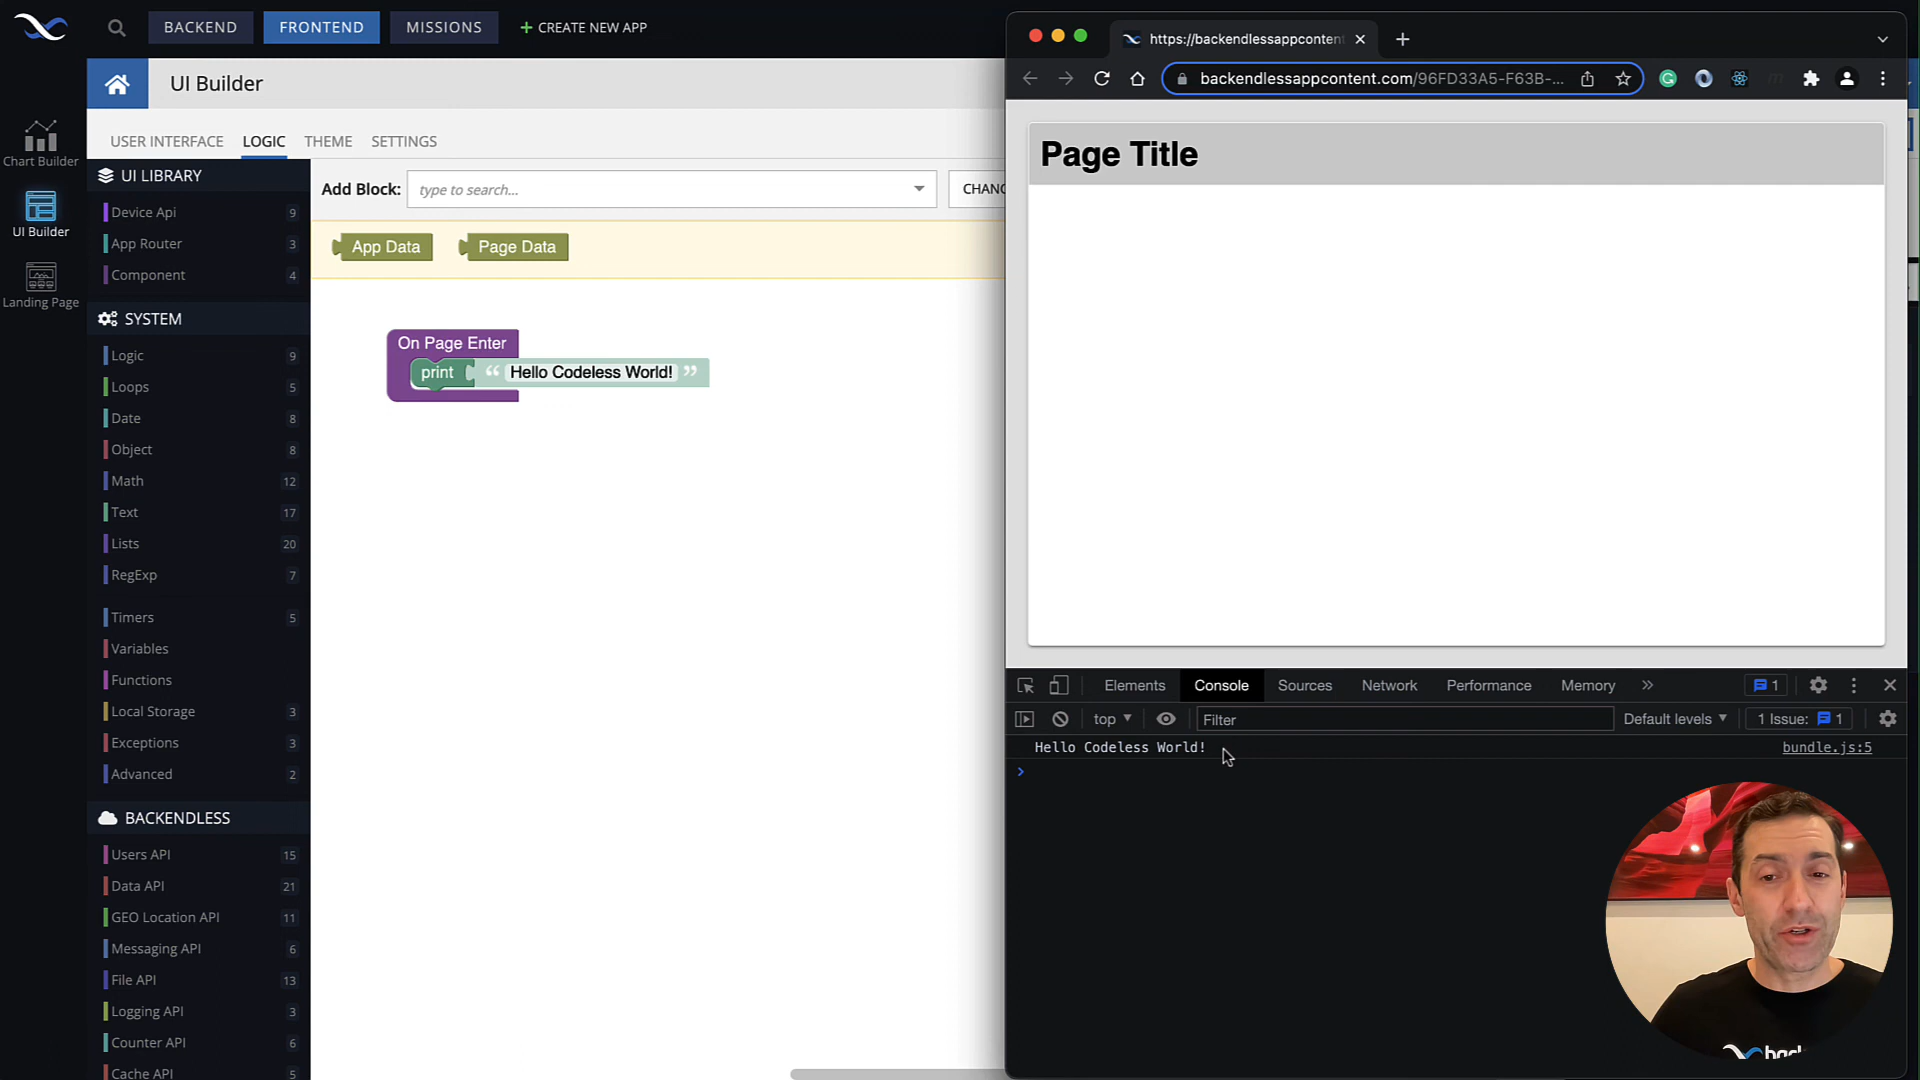 BACKEND
FRONTEND
MISSIONS
+ CREATE NEW APP
UI Builder
USER INTERFACE
LOGIC
THEME
SETTINGS
Chart Builder
UI Builder
Landing Page
UI LIBRARY
Device Api 9
App Router 3
Component 4
SYSTEM
Logic 9
Loops 5
Date 8
Object 8
Math 12
Text 17
Lists 20
RegExp 7
Timers 5
Variables
Functions
Local Storage 3
Exceptions 3
Advanced 2
BACKENDLESS
Users API 15
Data API 21
GEO Location API 11
Messaging API 6
File API 13
Logging API 3
Counter API 6
Cache API 5
Add Block:
type to search...
CHANG
App Data
Page Data
On Page Enter
print “ Hello Codeless World! ”
https://backendlessappcontent
backendlessappcontent.com/96FD33A5-F63B-...
Page Title
Elements
Console
Sources
Network
Performance
Memory
»
1
top
Filter
Default levels
1 Issue: 1
Hello Codeless World!
bundle.js:5
>